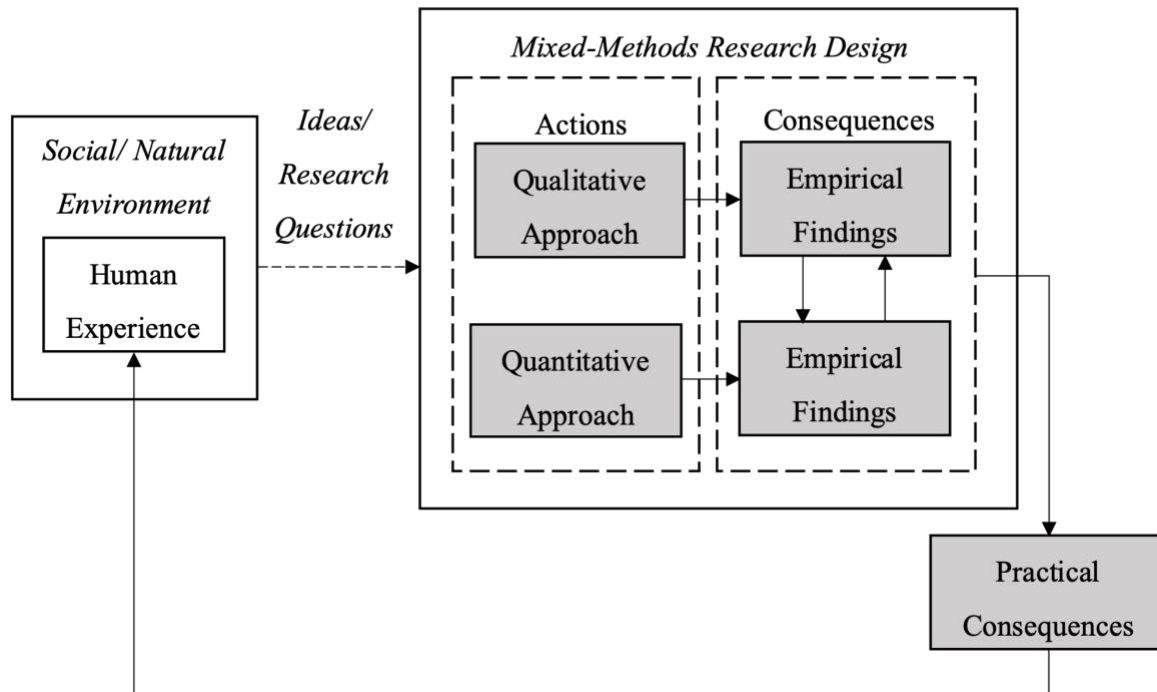 Mixed-Methods Research Design
Social/ Natural
Environment
Human
Experience
Ideas/
Research
Questions
Actions
Qualitative
Approach
Quantitative
Approach
Consequences
Empirical
Findings
Empirical
Findings
Practical
Consequences